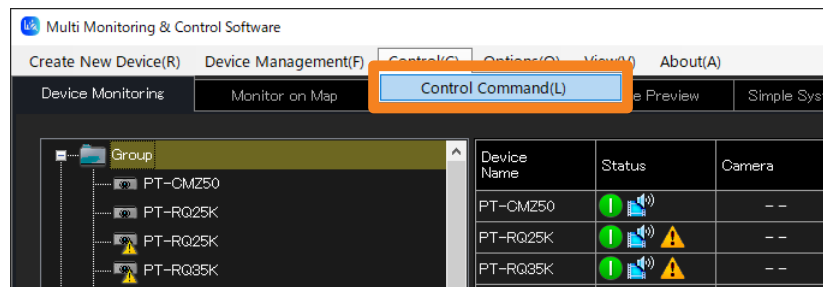 Multi Monitoring & Control Software
Create New Device(R) Device Management(F) Control(C) Options(O) View(V) About(A)
Device Monitoring Monitor on Map Control Command(L) e Preview Simple Sys
Group
Device Name Status Camera
PT-CMZ50
PT-CMZ50 --
PT-RQ25K
PT-RQ25K --
PT-RQ25K
PT-RQ35K
PT-RQ35K --